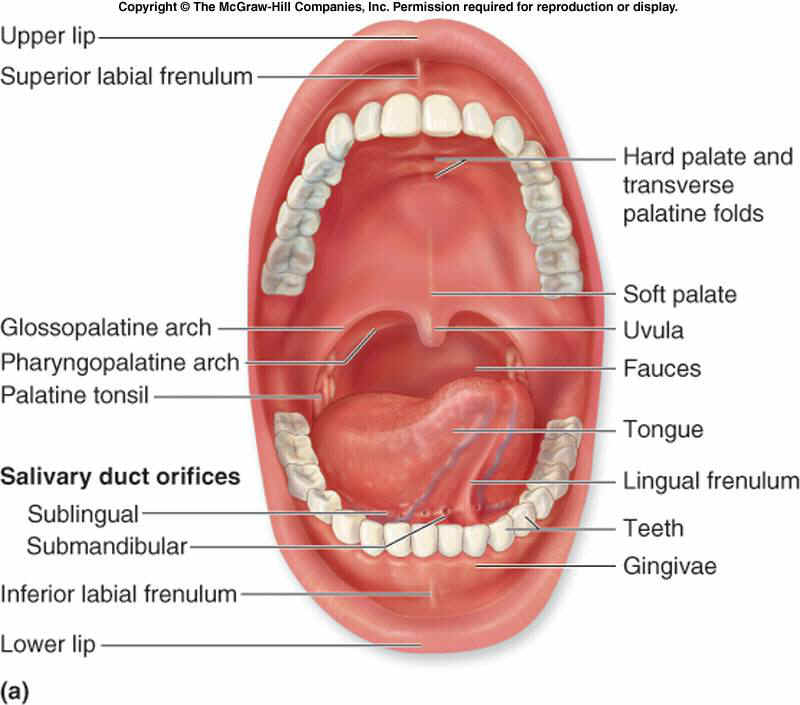 Copyright © The McGraw-Hill Companies, Inc. Permission required for reproduction or display.
Upper lip
Superior labial frenulum
Hard palate and
transverse
palatine folds
Soft palate
Glossopalatine arch
Uvula
Pharyngopalatine arch
Fauces
Palatine tonsil
Tongue
Salivary duct orifices
Lingual frenulum
Sublingual
Teeth
Submandibular
Gingivae
Inferior labial frenulum
Lower lip
(a)